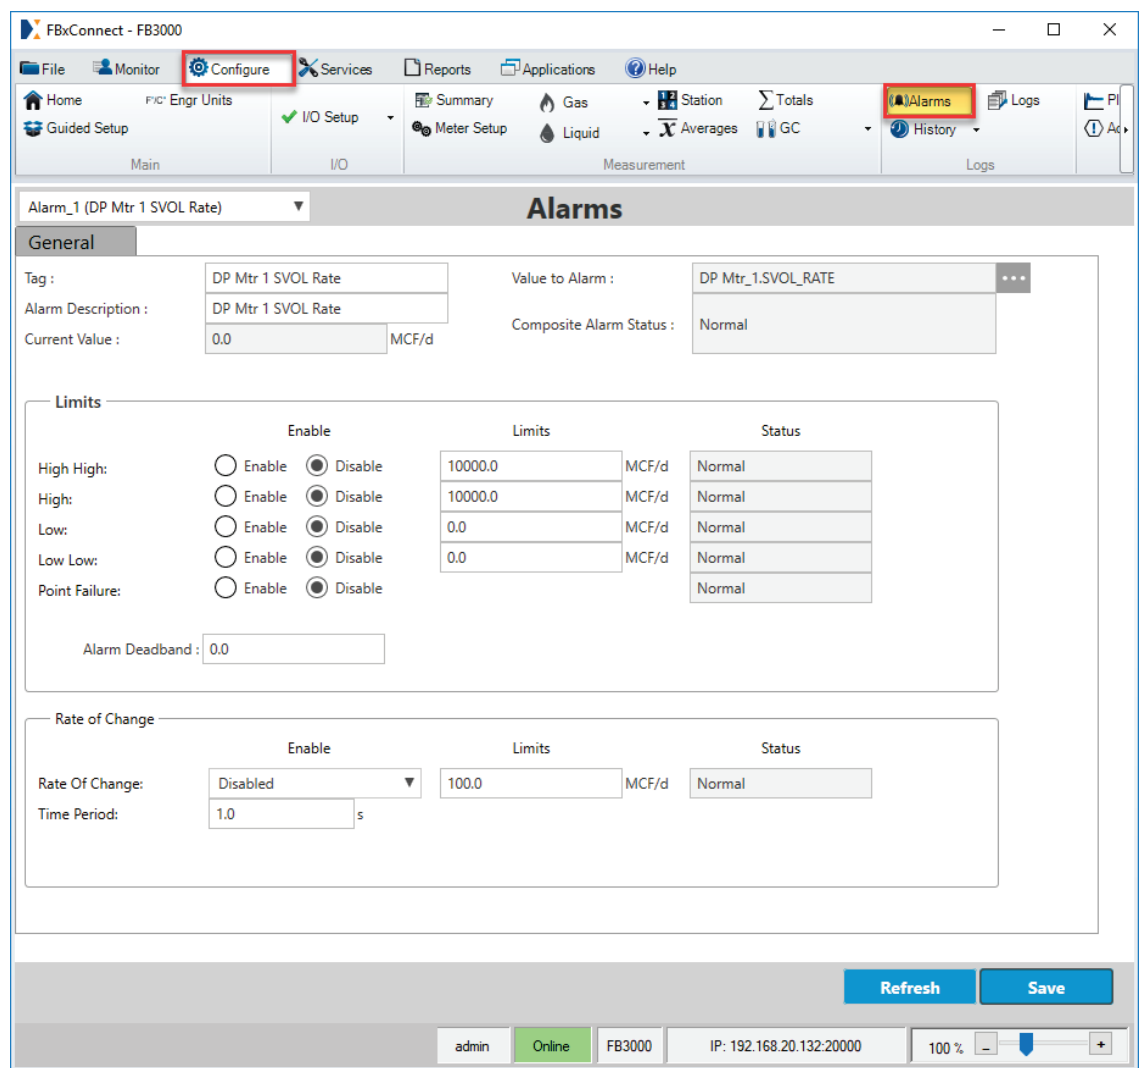 FBxConnect - FB3000
File Monitor Configure Services Reports Applications Help
Home Engr Units I/O Setup Summary Gas Station Totals Alarms Logs
Guided Setup Meter Setup Liquid X Averages GC History
Main I/O Measurement Logs
Alarm_1 (DP Mtr 1 SVOL Rate) Alarms
General
Tag : DP Mtr 1 SVOL Rate Value to Alarm : DP Mtr_1.SVOL_RATE ...
Alarm Description : DP Mtr 1 SVOL Rate
Composite Alarm Status : Normal
Current Value : 0.0 MCF/d
Limits
Enable Limits Status
High High: Enable Disable 10000.0 MCF/d Normal
High: Enable Disable 10000.0 MCF/d Normal
Low: Enable Disable 0.0 MCF/d Normal
Low Low: Enable Disable 0.0 MCF/d Normal
Point Failure: Enable Disable Normal
Alarm Deadband : 0.0
Rate of Change
Enable Limits Status
Rate Of Change: Disabled 100.0 MCF/d Normal
Time Period: 1.0 s
Refresh Save
admin Online FB3000 IP: 192.168.20.132:20000 100 % - +